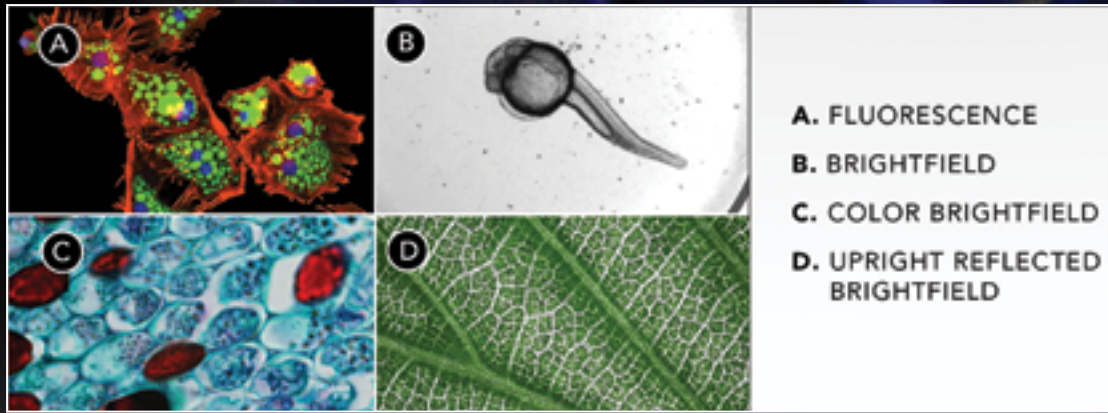 A
B
C
D
A. FLUORESCENCE
B. BRIGHTFIELD
C. COLOR BRIGHTFIELD
D. UPRIGHT REFLECTED
BRIGHTFIELD